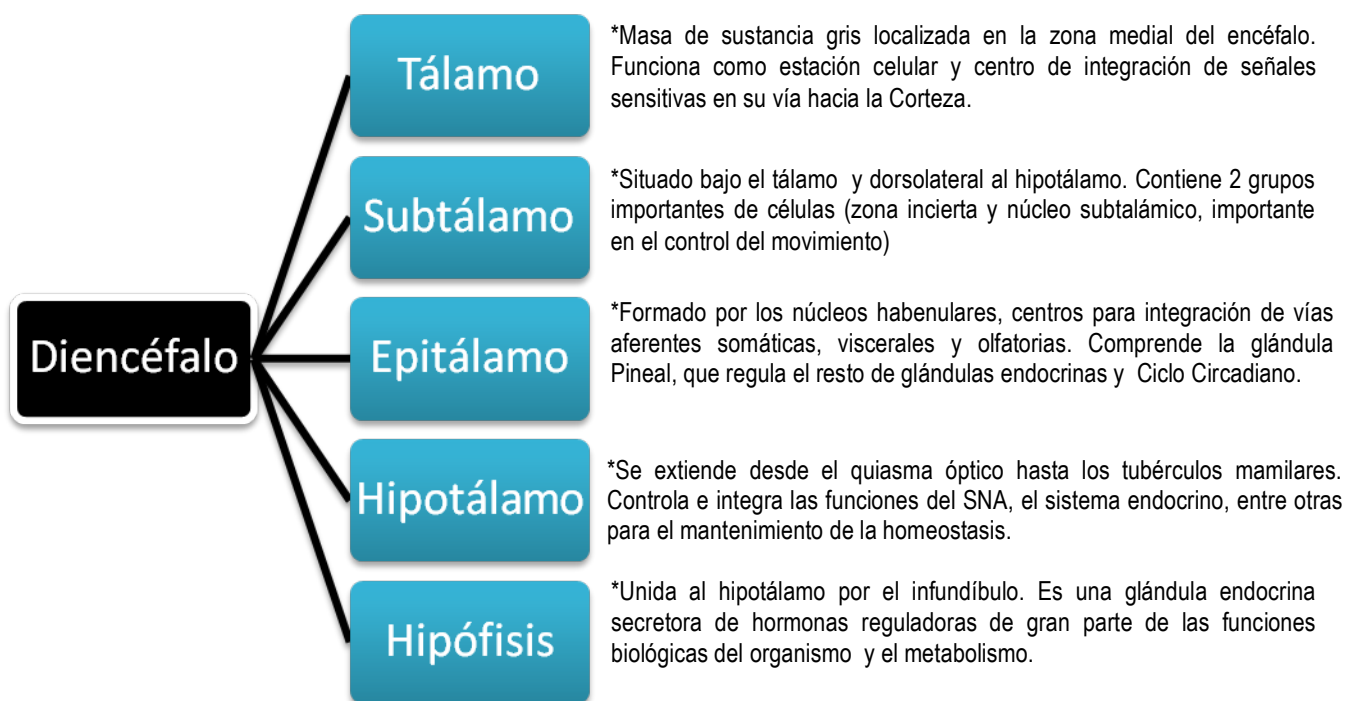 Tálamo
*Masa de sustancia gris localizada en la zona medial del encéfalo.
Funciona como estación celular y centro de integración de señales
sensitivas en su vía hacia la Corteza.
Subtálamo
*Situado bajo el tálamo y dorsolateral al hipotálamo. Contiene 2 grupos
importantes de células (zona incierta y núcleo subtalámico, importante
en el control del movimiento)
Diencéfalo
Epitálamo
*Formado por los núcleos habenulares, centros para integración de vías
aferentes somáticas, viscerales y olfatorias. Comprende la glándula
Pineal, que regula el resto de glándulas endocrinas y Ciclo Circadiano.
Hipotálamo
*Se extiende desde el quiasma óptico hasta los tubérculos mamilares.
Controla e integra las funciones del SNA, el sistema endocrino, entre otras
para el mantenimiento de la homeostasis.
Hipófisis
*Unida al hipotálamo por el infundíbulo. Es una glándula endocrina
secretora de hormonas reguladoras de gran parte de las funciones
biológicas del organismo y el metabolismo.